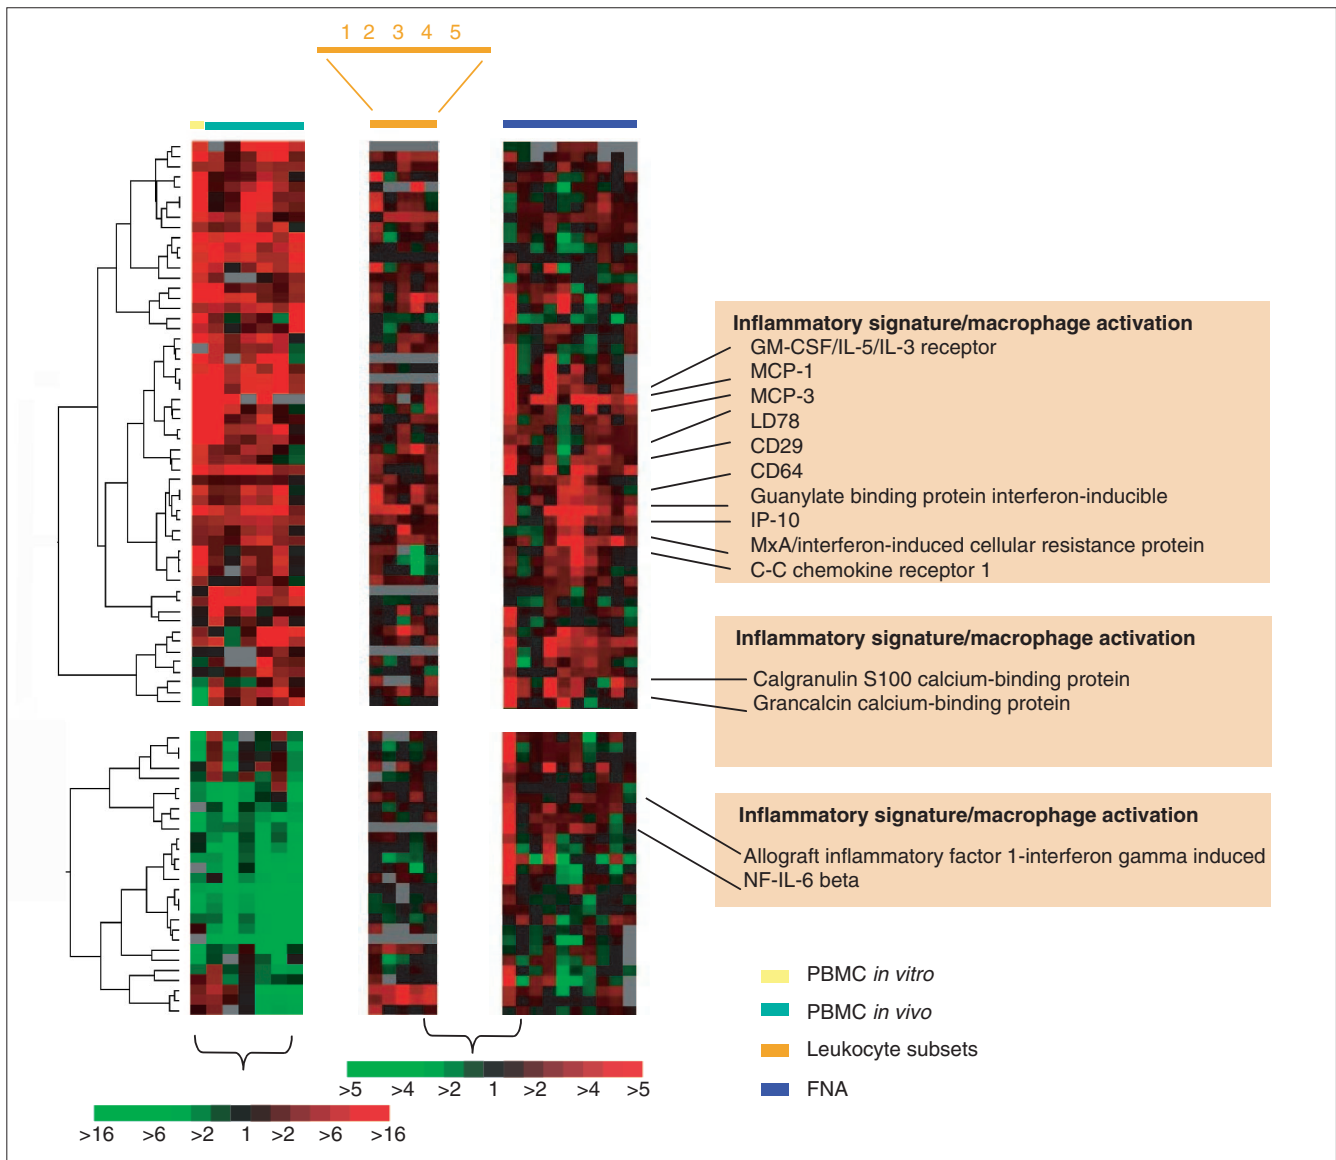 1 2 3 4 5
Inflammatory signature/macrophage activation
GM-CSF/IL-5/IL-3 receptor
MCP-1
MCP-3
LD78
CD29
CD64
Guanylate binding protein interferon-inducible
IP-10
MxA/interferon-induced cellular resistance protein
C-C chemokine receptor 1
Inflammatory signature/macrophage activation
Calgranulin S100 calcium-binding protein
Grancalcin calcium-binding protein
Inflammatory signature/macrophage activation
Allograft inflammatory factor 1-interferon gamma induced
NF-IL-6 beta
PBMC in vitro
PBMC in vivo
Leukocyte subsets
FNA
>5 >4 >2 1 >2 >4 >5
>16 >6 >2 1 >2 >6 >16